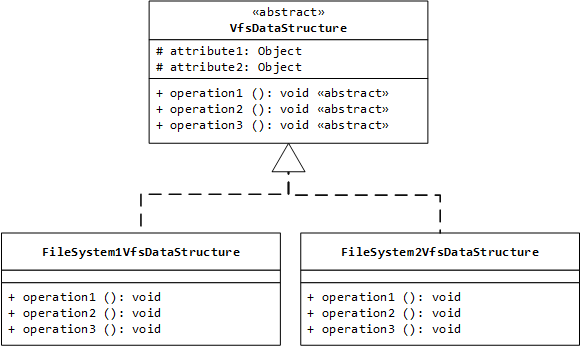 «abstract»
VfsDataStructure
# attribute1: Object
# attribute2: Object
+ operation1 (): void «abstract»
+ operation2 (): void «abstract»
+ operation3 (): void «abstract»
FileSystem1VfsDataStructure
+ operation1 (): void
+ operation2 (): void
+ operation3 (): void
FileSystem2VfsDataStructure
+ operation1 (): void
+ operation2 (): void
+ operation3 (): void